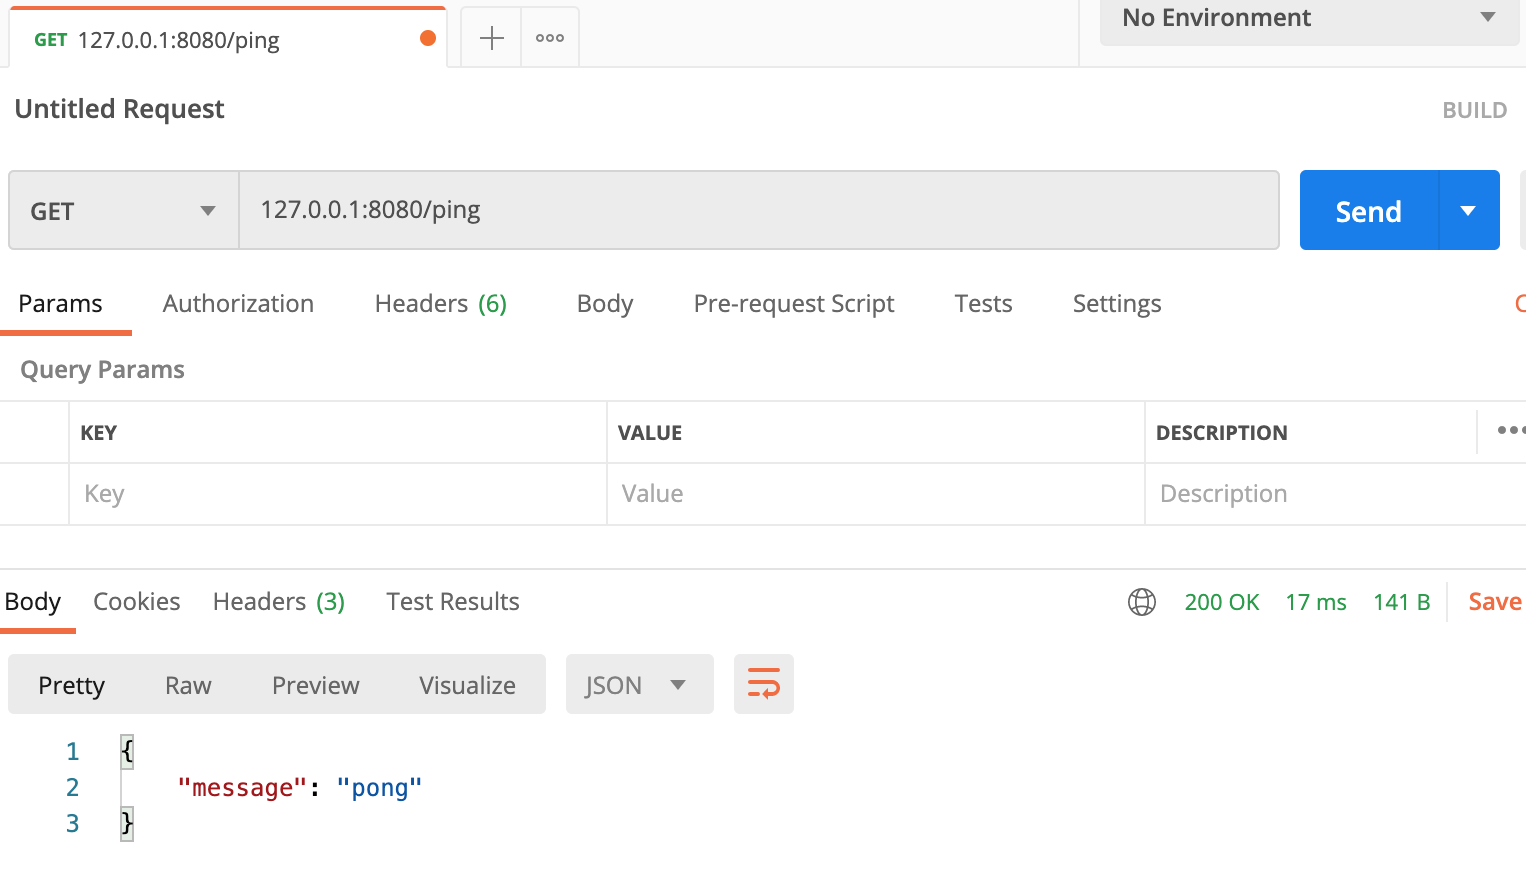 GET 127.0.0.1:8080/ping
No Environment
Untitled Request
BUILD
GET 127.0.0.1:8080/ping Send
Params Authorization Headers (6) Body Pre-request Script Tests Settings
Query Params
KEY VALUE DESCRIPTION
Key Value Description
Body Cookies Headers (3) Test Results 200 OK 17 ms 141 B Save
Pretty Raw Preview Visualize JSON
1 {
2 "message": "pong"
3 }